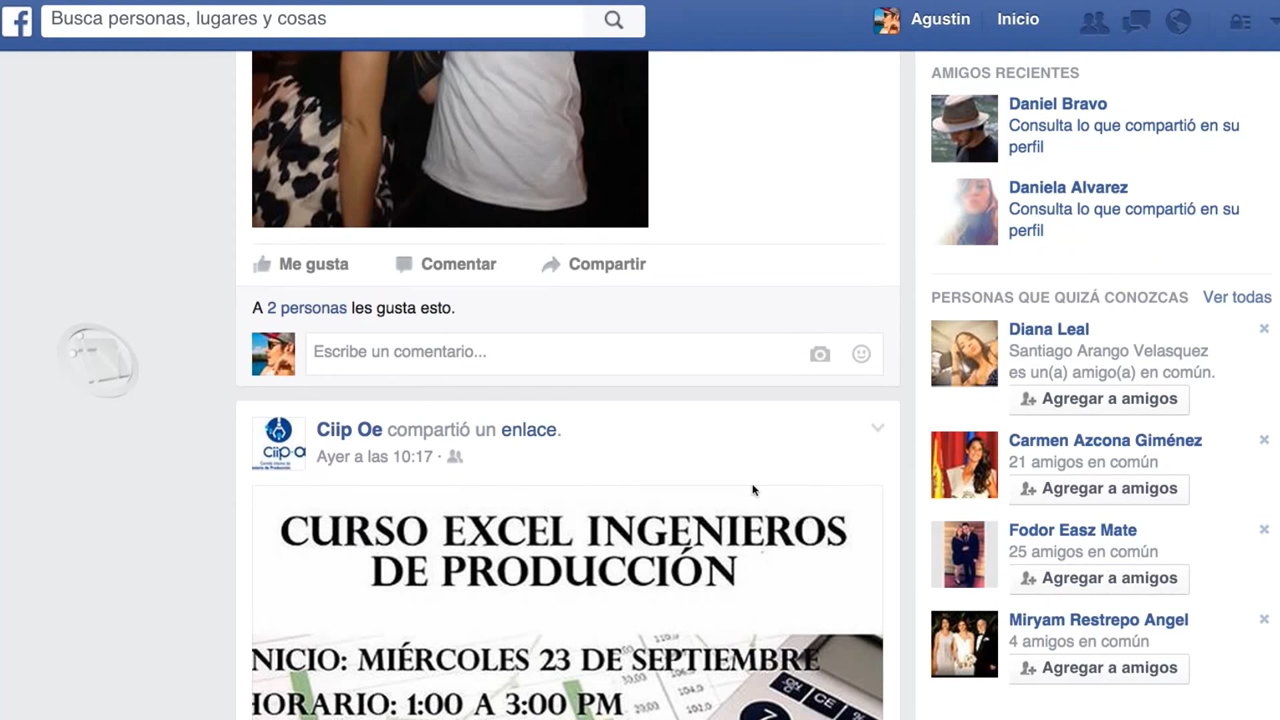 Busca personas, lugares y cosas
Agustin
Inicio
Me gusta
Comentar
Compartir
A 2 personas les gusta esto.
Escribe un comentario...
Ciip Oe compartió un enlace.
Ayer a las 10:17 ·
CURSO EXCEL INGENIEROS
DE PRODUCCIÓN
NICIO: MIÉRCOLES 23 DE SEPTIEMBRE
HORARIO: 1:00 A 3:00 PM
AMIGOS RECIENTES
Daniel Bravo
Consulta lo que compartió en su
perfil
Daniela Alvarez
Consulta lo que compartió en su
perfil
PERSONAS QUE QUIZÁ CONOZCAS Ver todas
Diana Leal
Santiago Arango Velasquez
es un(a) amigo(a) en común.
Agregar a amigos
Carmen Azcona Giménez
21 amigos en común
Agregar a amigos
Fodor Easz Mate
25 amigos en común
Agregar a amigos
Miryam Restrepo Angel
4 amigos en común
Agregar a amigos